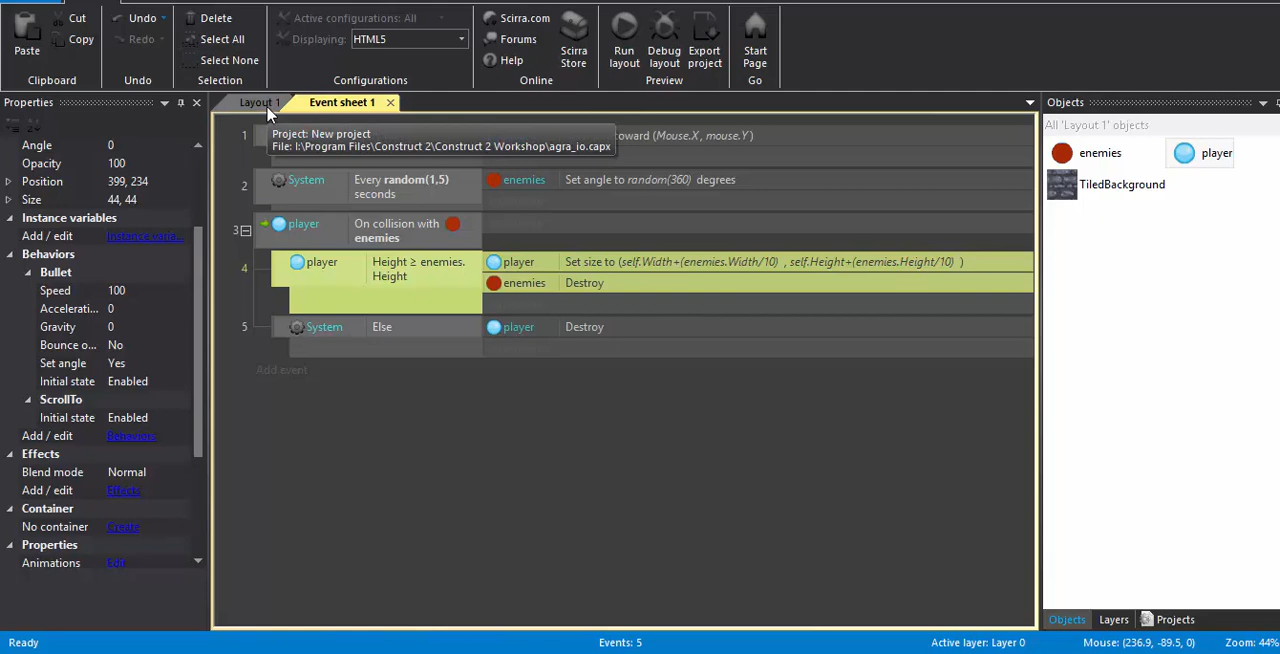 Paste
Cut
Copy
Clipboard
Undo
Redo
Undo
Delete
Select All
Select None
Selection
Active configurations: All
Displaying: HTML5
Configurations
Scirra.com
Forums
Help
Scirra
Store
Online
Run
layout
Debug
layout
Export
project
Preview
Start
Page
Go
Properties
Layout 1
Event sheet 1
Objects
Angle 0
Opacity 100
Position 399, 234
Size 44, 44
Instance variables
Add / edit Instance varia...
Behaviors
Bullet
Speed 100
Accelerati... 0
Gravity 0
Bounce o... No
Set angle Yes
Initial state Enabled
ScrollTo
Initial state Enabled
Add / edit Behaviors
Effects
Blend mode Normal
Add / edit Effects
Container
No container Create
Properties
Animations Edit
1 toward (Mouse.X, mouse.Y)
Project: New project
File: I:\Program Files\Construct 2\Construct 2 Workshop\agra_io.capx
2 System Every random(1,5)
seconds
enemies Set angle to random(360) degrees
3 player On collision with
enemies
4 player Height ≥ enemies.
Height
player Set size to (self.Width+(enemies.Width/10) , self.Height+(enemies.Height/10) )
enemies Destroy
5 System Else player Destroy
Add event
All 'Layout 1' objects
enemies
player
TiledBackground
Objects Layers Projects
Ready
Events: 5
Active layer: Layer 0
Mouse: (236.9, -89.5, 0)
Zoom: 44%